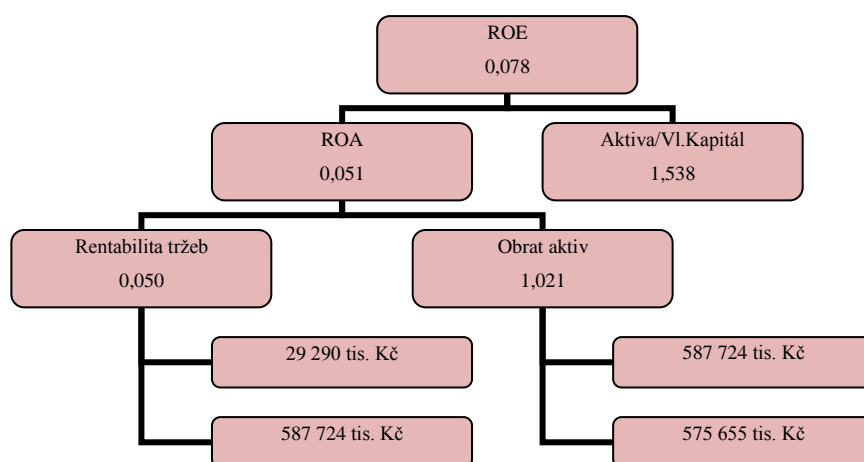 ROE
0,078
ROA
0,051
Aktiva/Vl.Kapitál
1,538
Rentabilita tržeb
0,050
Obrat aktiv
1,021
29 290 tis. Kč
587 724 tis. Kč
587 724 tis. Kč
575 655 tis. Kč